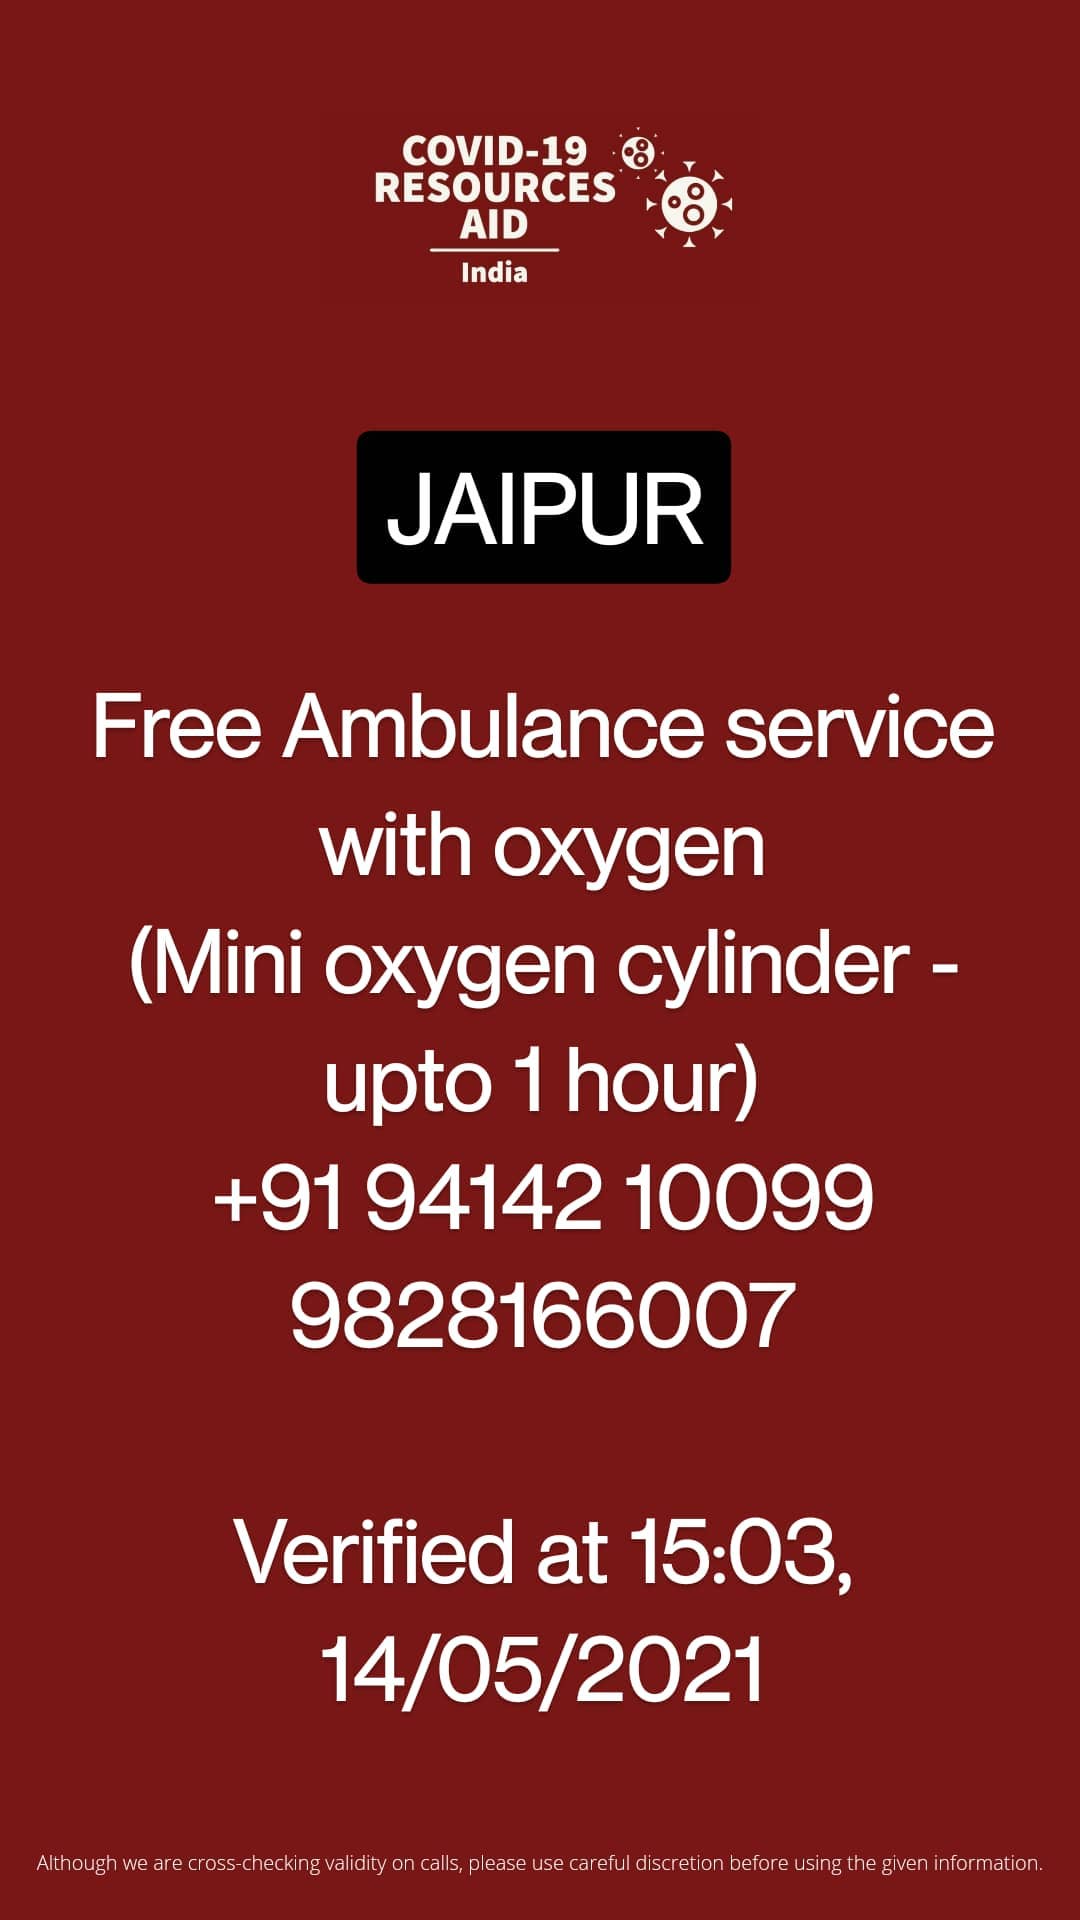 COVID-19
RESOURCES
AID
India
JAIPUR
Free Ambulance service
with oxygen
(Mini oxygen cylinder -
upto 1 hour)
+91 94142 10099
9828166007
Verified at 15:03,
14/05/2021
Although we are cross-checking validity on calls, please use careful discretion before using the given information.